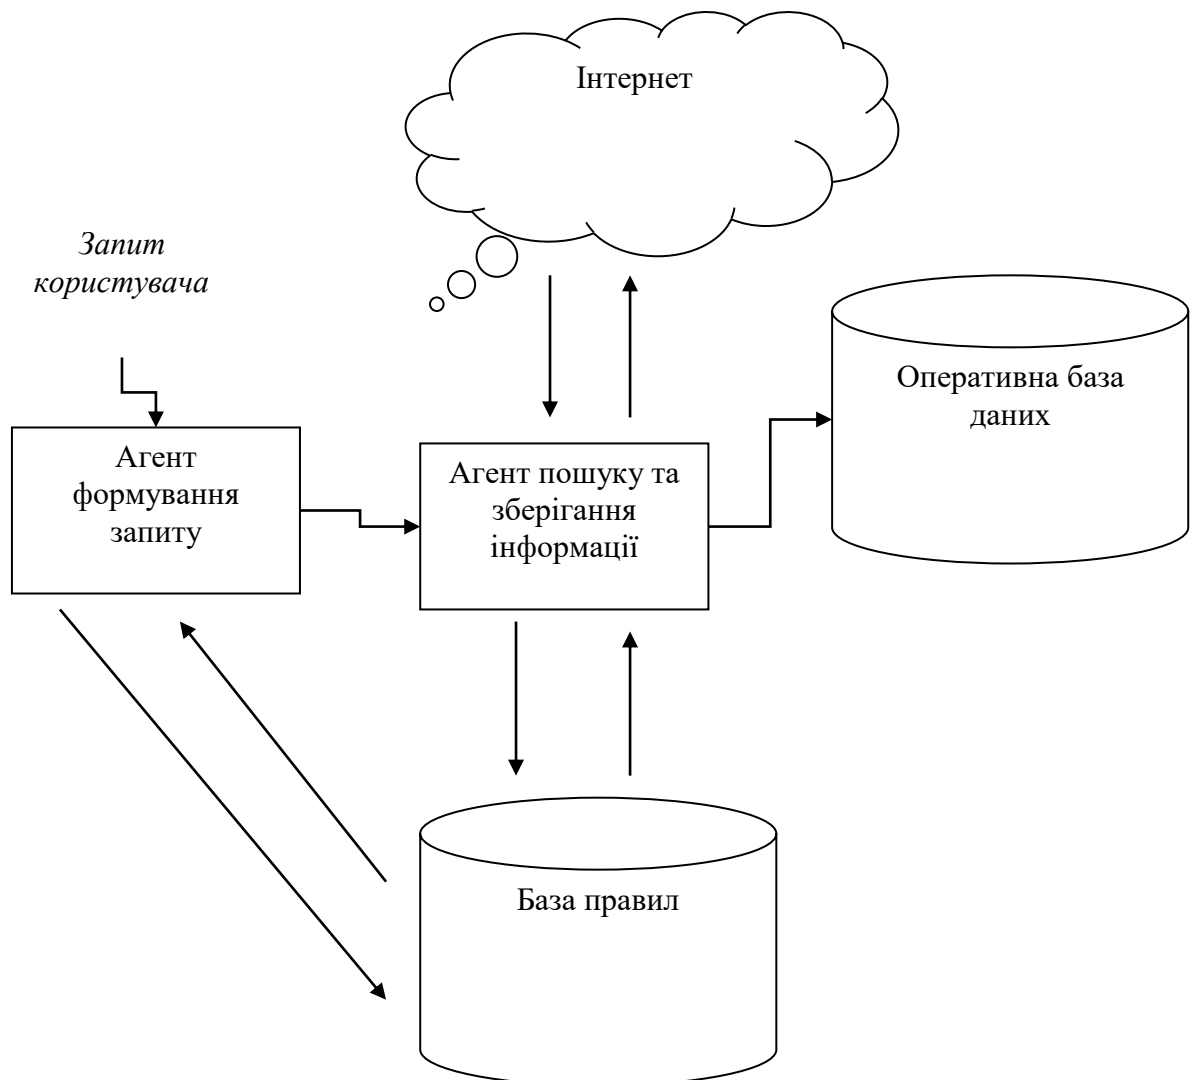 Інтернет
Запит
користувача
Оперативна база
даних
Агент
формування
запиту
Агент пошуку та
зберігання
інформації
База правил